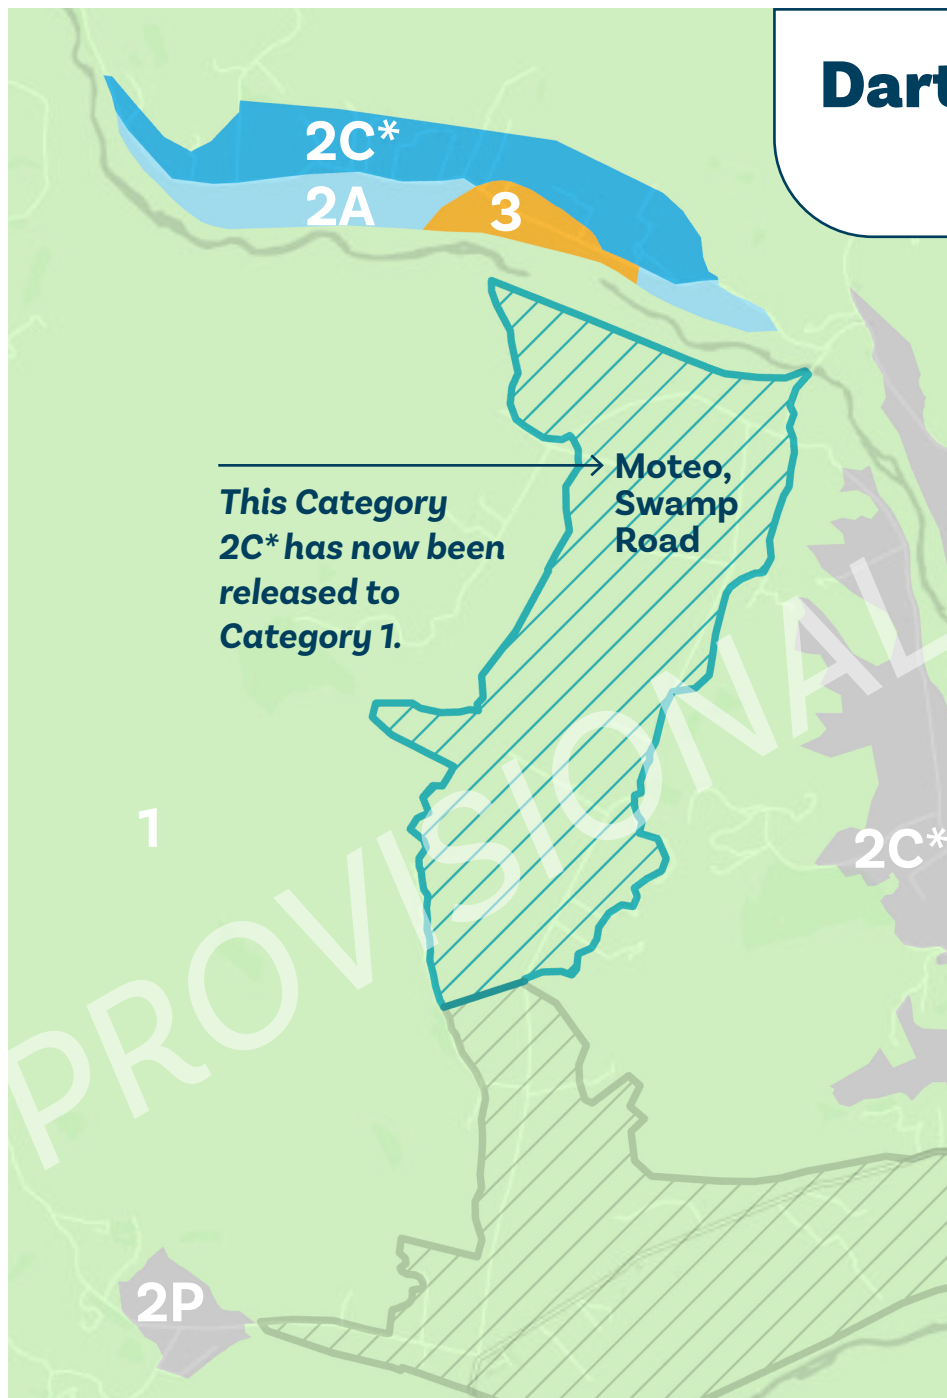 Dart
2C*
2A
3
Moteo,
Swamp
Road
This Category
2C* has now been
released to
Category 1.
1
2C*
PROVISIONAL
2P